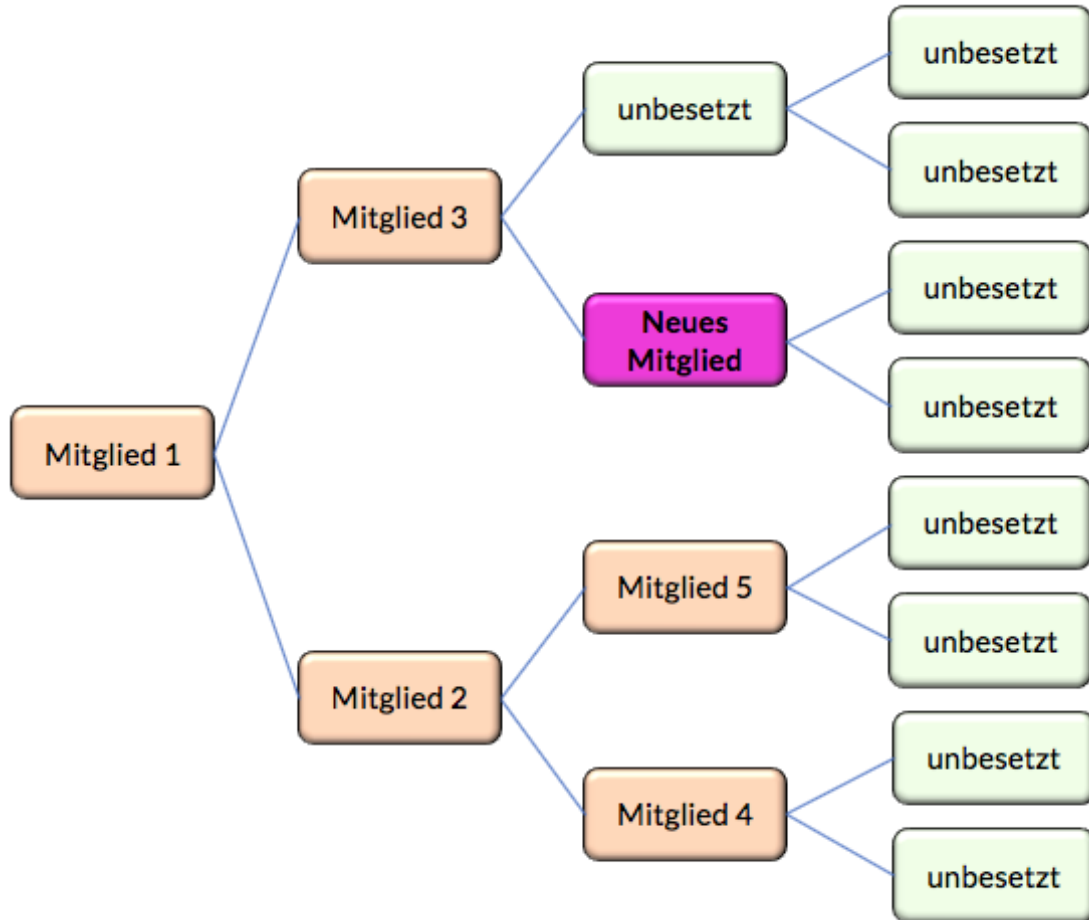 unbesetzt
unbesetzt
unbesetzt
Mitglied 3
unbesetzt
Neues
Mitglied
unbesetzt
Mitglied 1
unbesetzt
Mitglied 5
unbesetzt
Mitglied 2
unbesetzt
Mitglied 4
unbesetzt